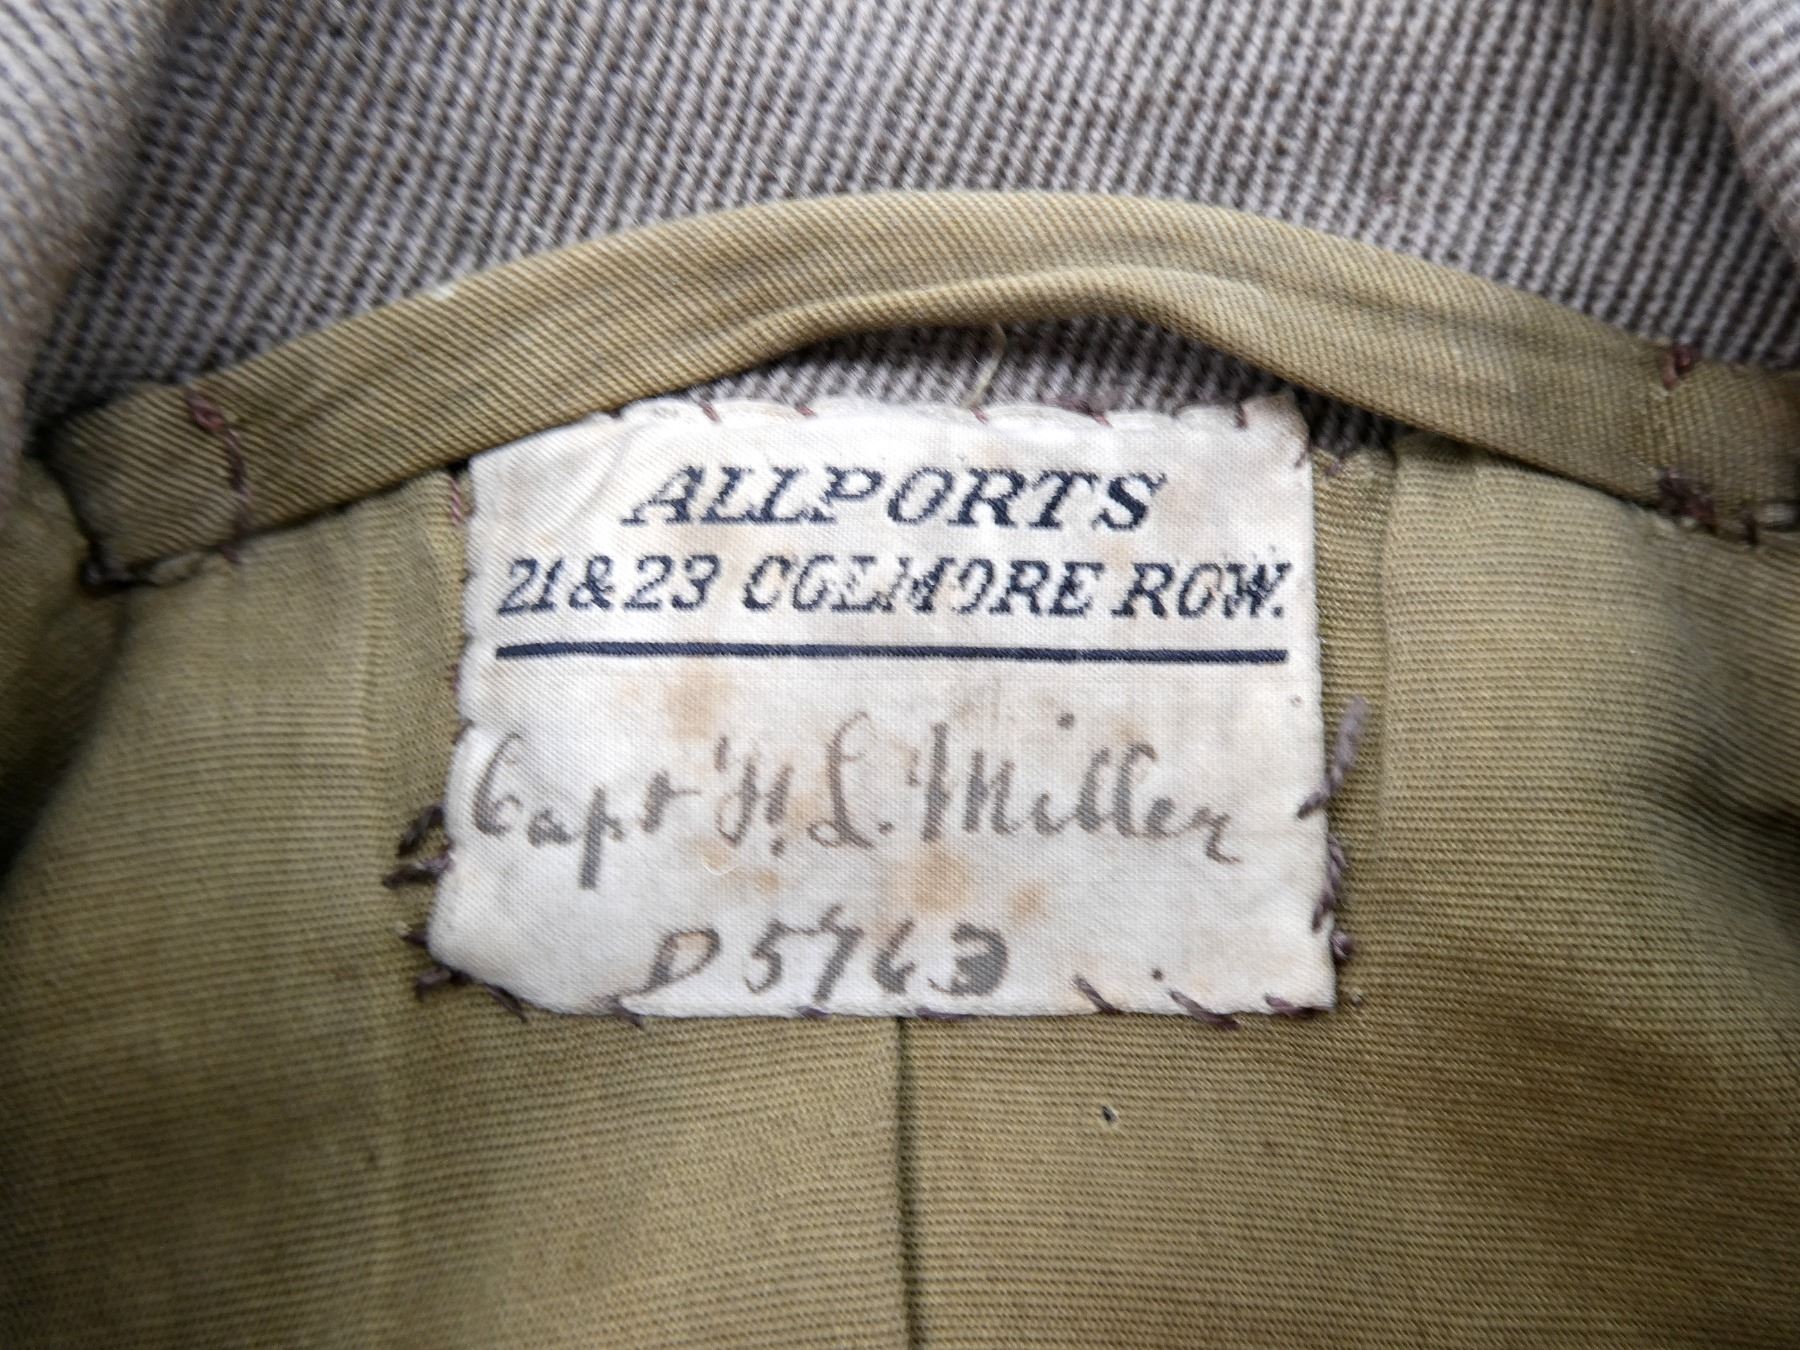 ALLPORTS
21 & 23 COLMORE ROW.
Capt H. L. Miller
D5763